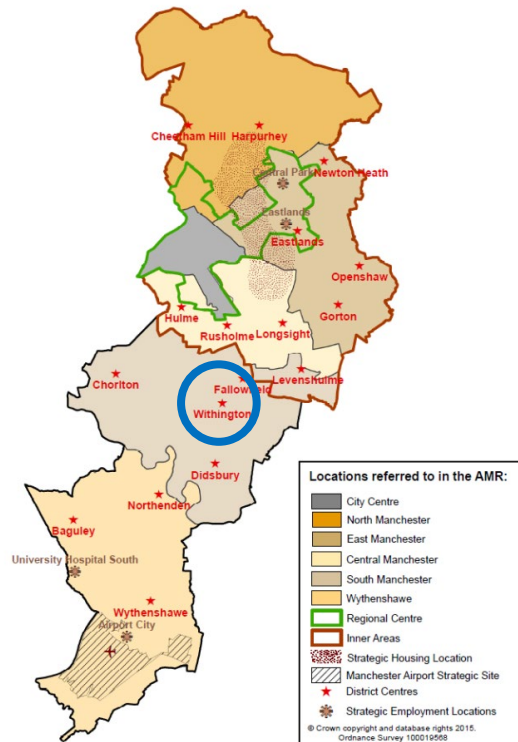 Cheetham Hill
Harpurhey
Newton Heath
Central Park
Eastlands
Eastlands
Openshaw
Gorton
Hulme
Rusholme
Longsight
Levenshulme
Chorlton
Fallowfield
Withington
Didsbury
Northenden
Baguley
University Hospital South
Wythenshawe
Airport City
Locations referred to in the AMR:
City Centre
North Manchester
East Manchester
Central Manchester
South Manchester
Wythenshawe
Regional Centre
Inner Areas
Strategic Housing Location
Manchester Airport Strategic Site
District Centres
Strategic Employment Locations
© Crown copyright and database rights 2015.
Ordnance Survey 100019568